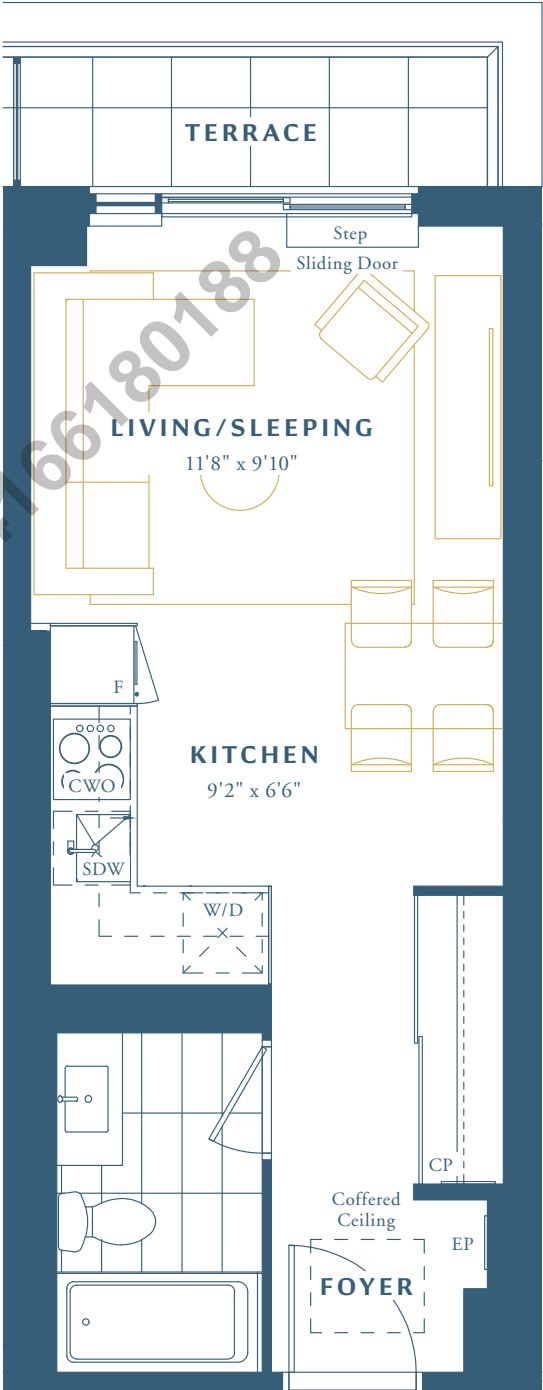 TERRACE
Step
Sliding Door
4166180188
LIVING/SLEEPING
11'8" x 9'10"
F
KITCHEN
9'2" x 6'6"
CWO
SDW
W/D
CP
Coffered
Ceiling
EP
FOYER